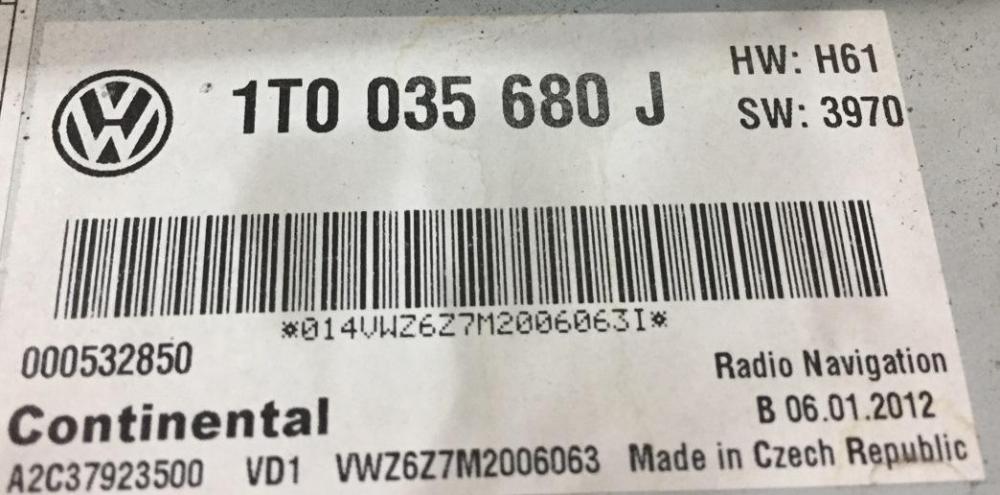 1T0 035 680 J
HW: H61
SW: 3970
*014VWZ6Z7M2006063I*
000532850
Radio Navigation
Continental
B 06.01.2012
A2C37923500 VD1 VWZ6Z7M2006063 Made in Czech Republic